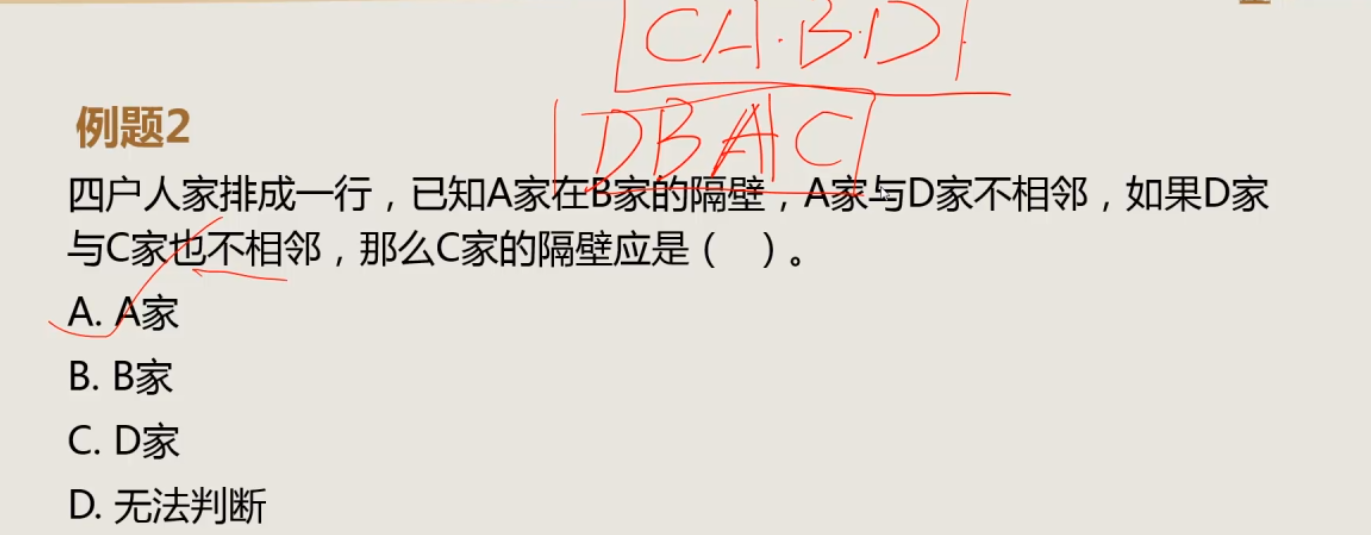 CA.B.D
DBAC
例题2
四户人家排成一行，已知A家在B家的隔壁，A家与D家不相邻，如果D家
与C家也不相邻，那么C家的隔壁应是（　）。
A. A家
B. B家
C. D家
D. 无法判断